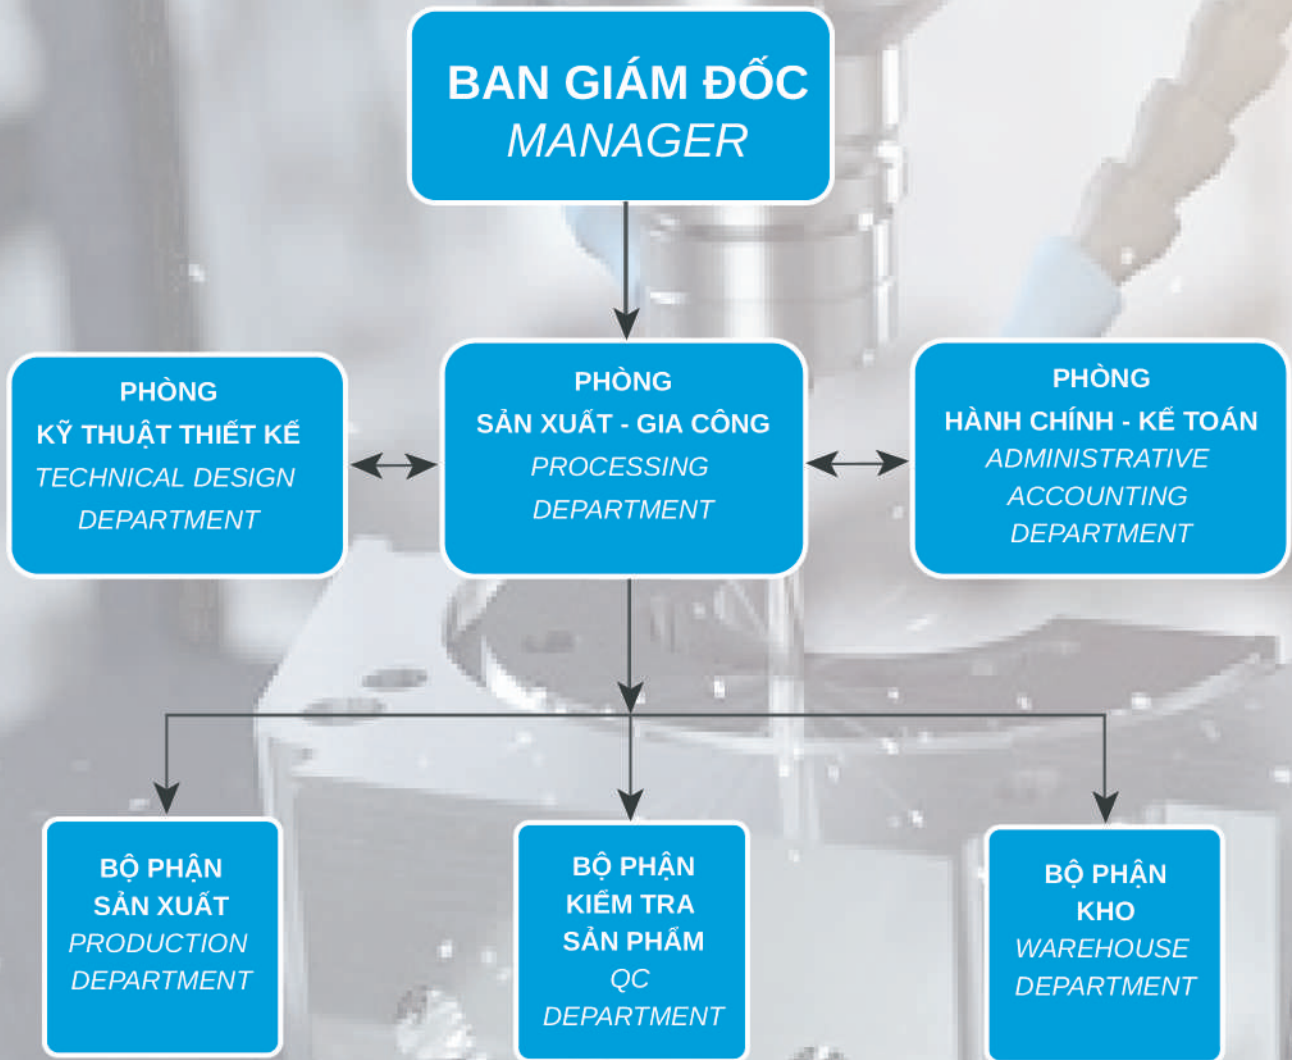 BAN GIÁM ĐỐC
MANAGER
PHÒNG
KỸ THUẬT THIẾT KẾ
TECHNICAL DESIGN
DEPARTMENT
PHÒNG
SẢN XUẤT - GIA CÔNG
PROCESSING
DEPARTMENT
PHÒNG
HÀNH CHÍNH - KẾ TOÁN
ADMINISTRATIVE
ACCOUNTING
DEPARTMENT
BỘ PHẬN
SẢN XUẤT
PRODUCTION
DEPARTMENT
BỘ PHẬN
KIỂM TRA
SẢN PHẨM
QC
DEPARTMENT
BỘ PHẬN
KHO
WAREHOUSE
DEPARTMENT